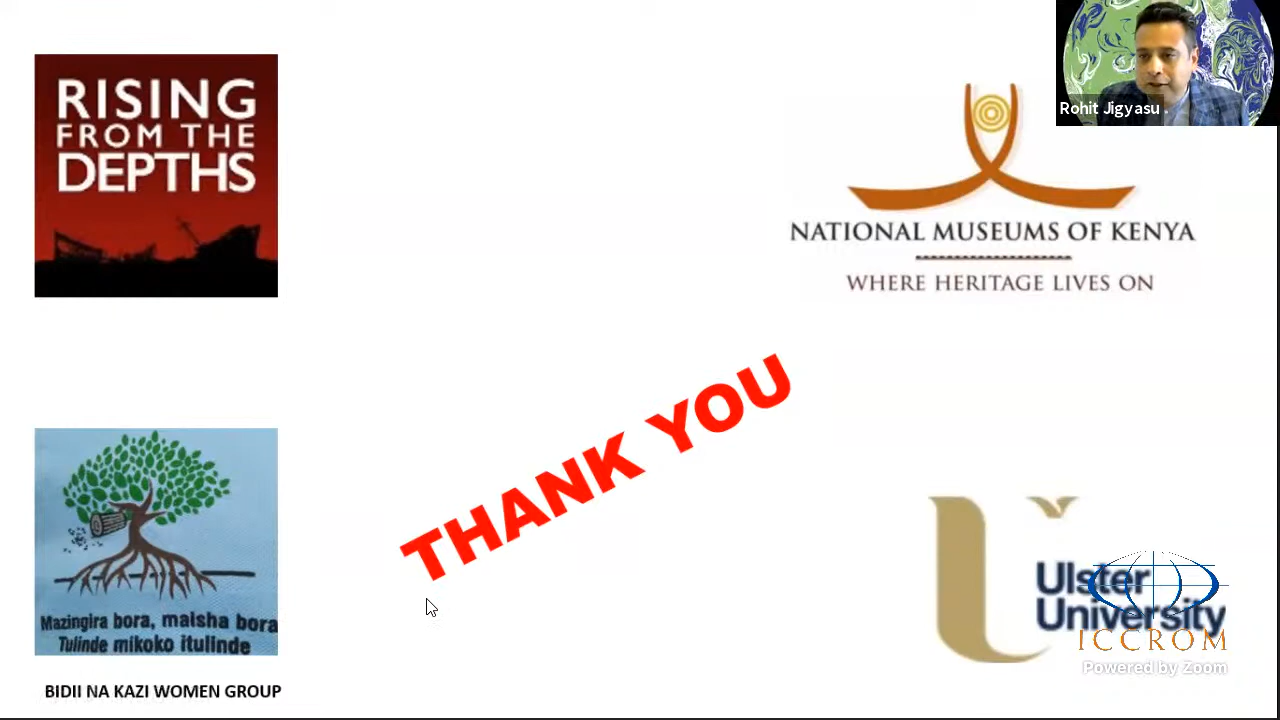 RISING
FROM THE
DEPTHS
Rohit Jigyasu
NATIONAL MUSEUMS OF KENYA
WHERE HERITAGE LIVES ON
THANK YOU
Mazingira bora, maisha bora
Tulinde mikoko itulinde
BIDII NA KAZI WOMEN GROUP
Ulster
University
ICCROM
Powered by Zoom